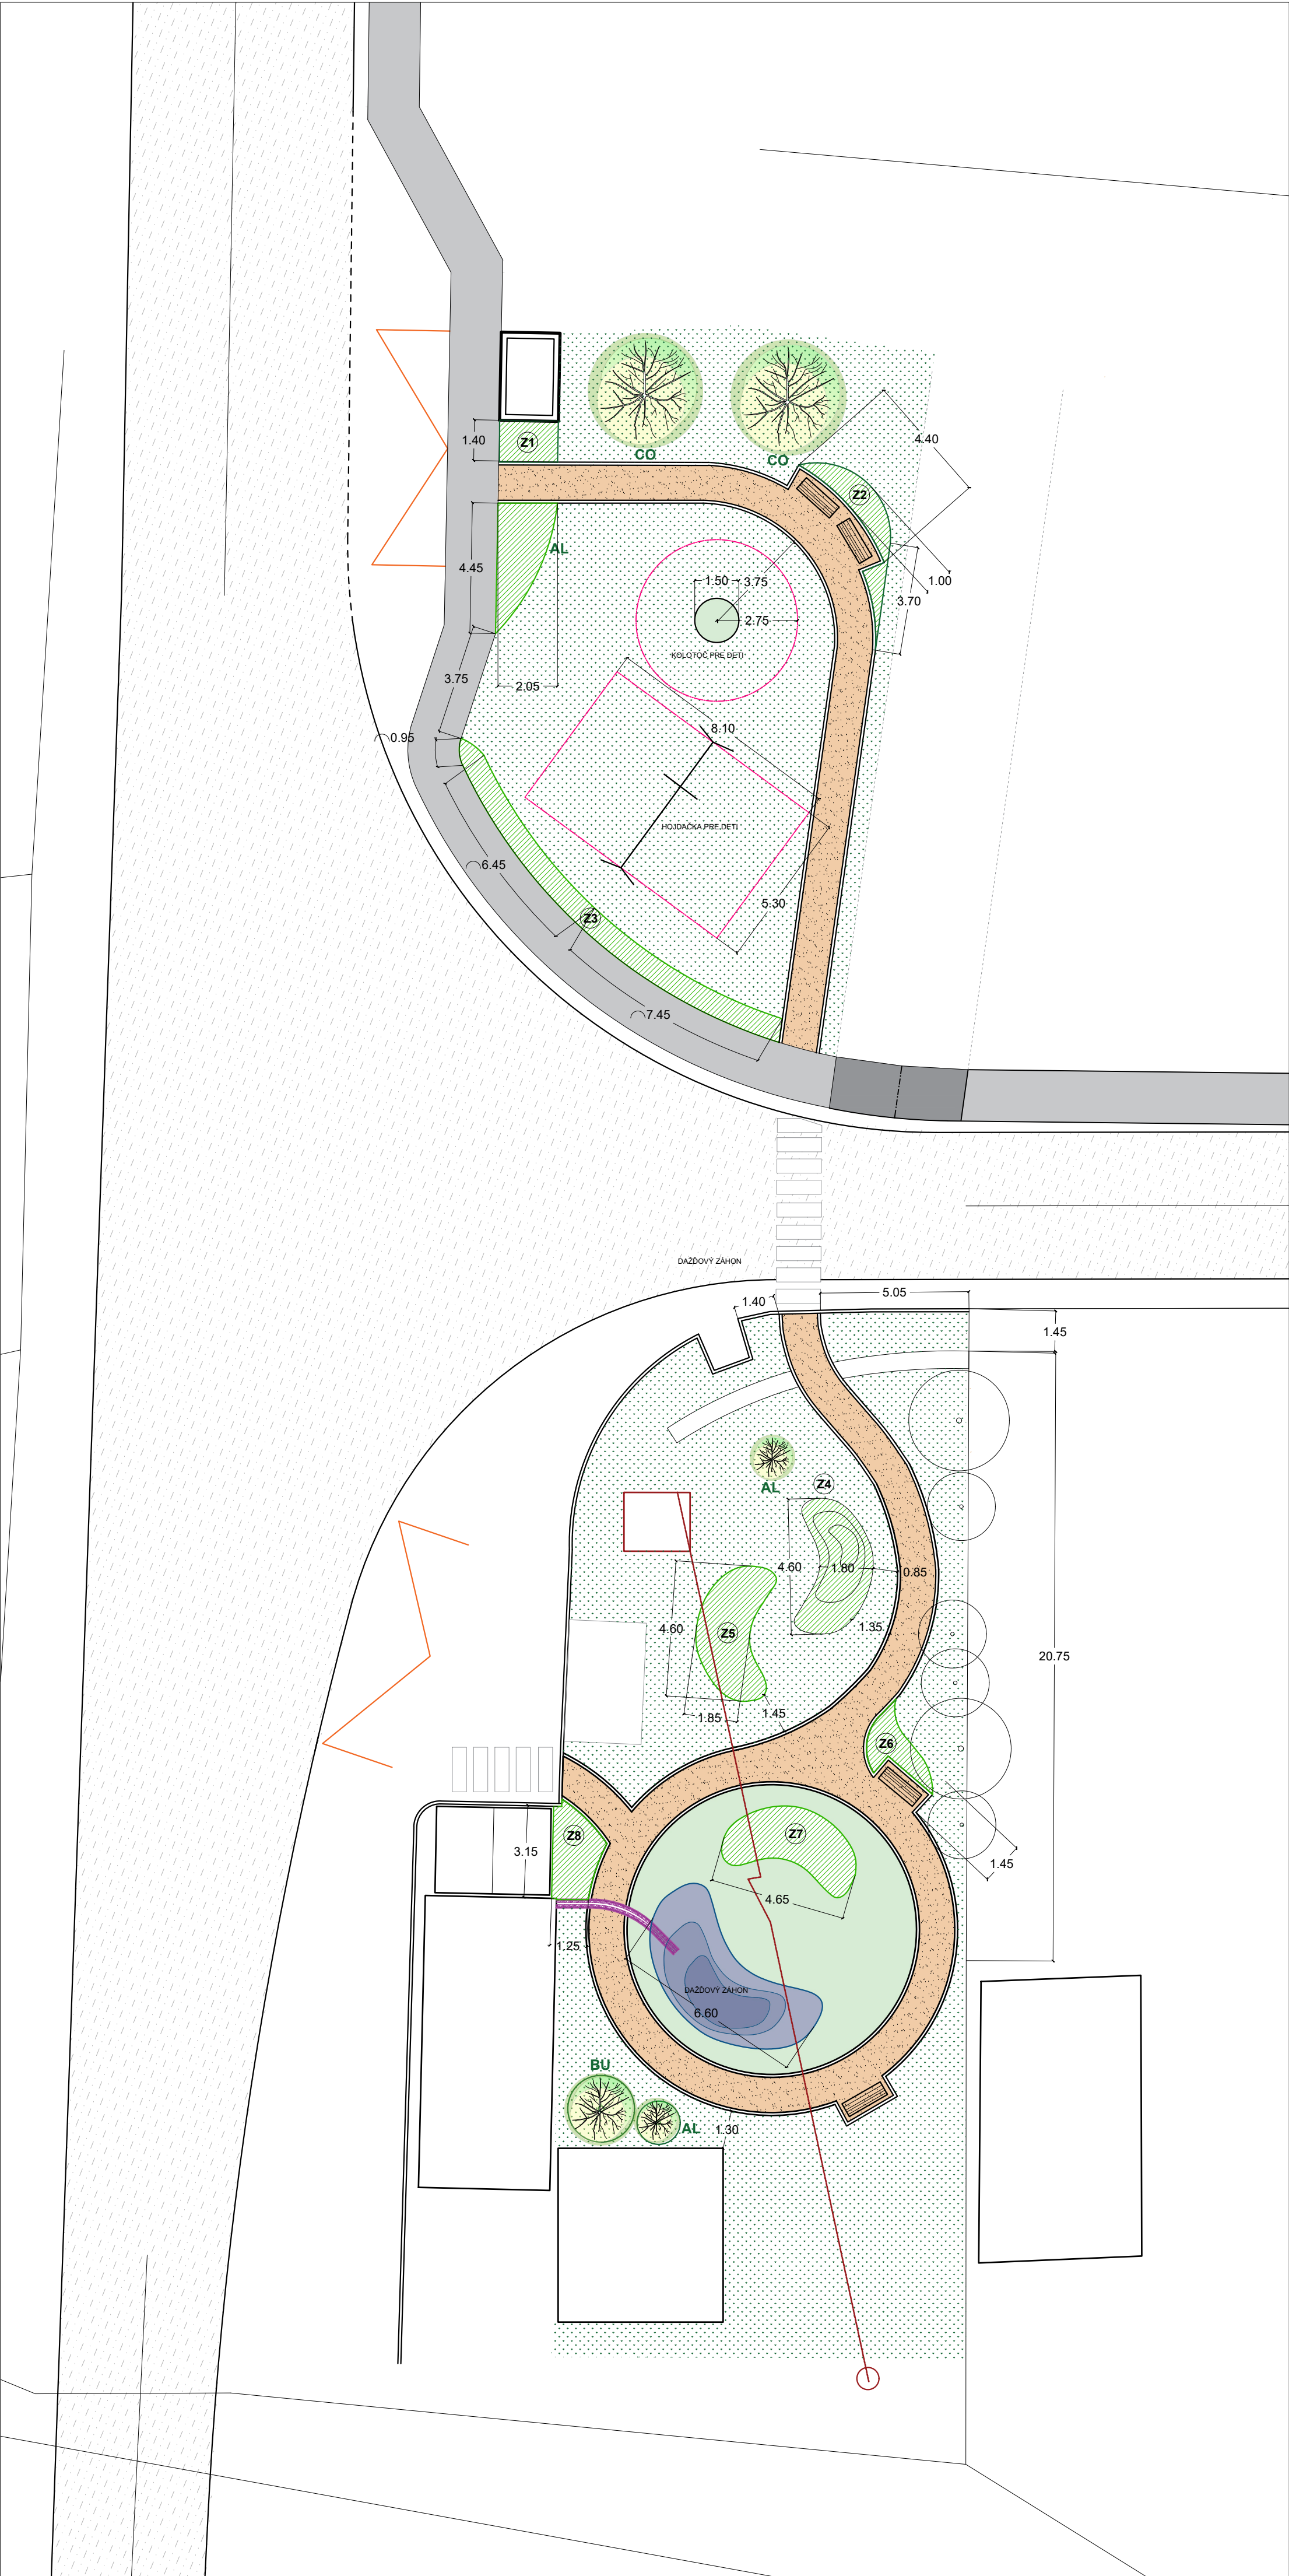 1.40
Z1
CO
CO
4.40
Z2
AL
4.45
1.50
3.75
1.00
3.70
2.75
KOLOTOČ PRE DETI
3.75
2.05
8.10
0.95
HOJDAČKA PRE DETI
6.45
5.30
Z3
7.45
DAŽĎOVÝ ZÁHON
5.05
1.40
1.45
AL
Z4
4.60
1.80
0.85
4.60
Z5
1.35
20.75
1.85
1.45
Z6
Z8
Z7
3.15
1.45
4.65
1.25
DAŽĎOVÝ ZÁHON
6.60
BU
AL
1.30